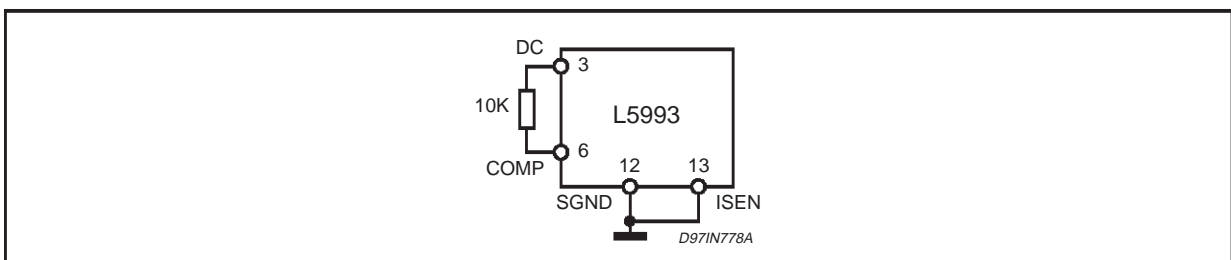 DC
3
10K
L5993
6
COMP
12
13
SGND
ISEN
D97IN778A